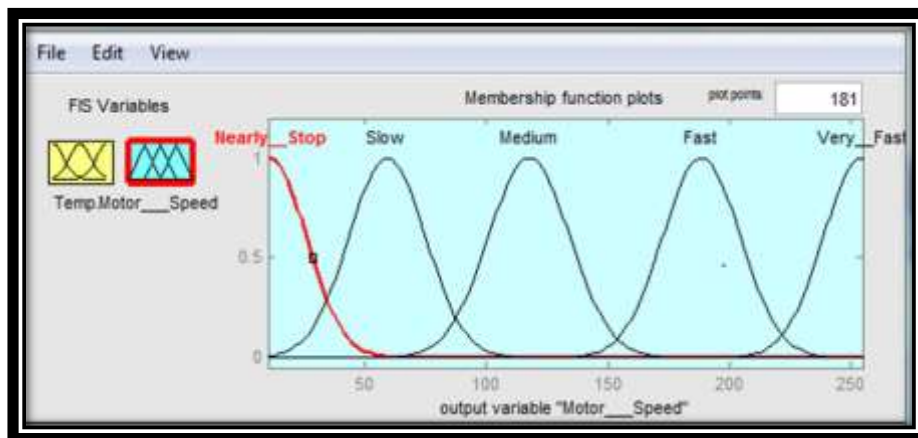 File Edit View
FIS Variables
Membership function plots
plot points:
181
Nearly__Stop Slow Medium Fast Very__Fast
Temp.Motor___Speed
1
0.5
0
50 100 150 200 250
output variable "Motor___Speed"